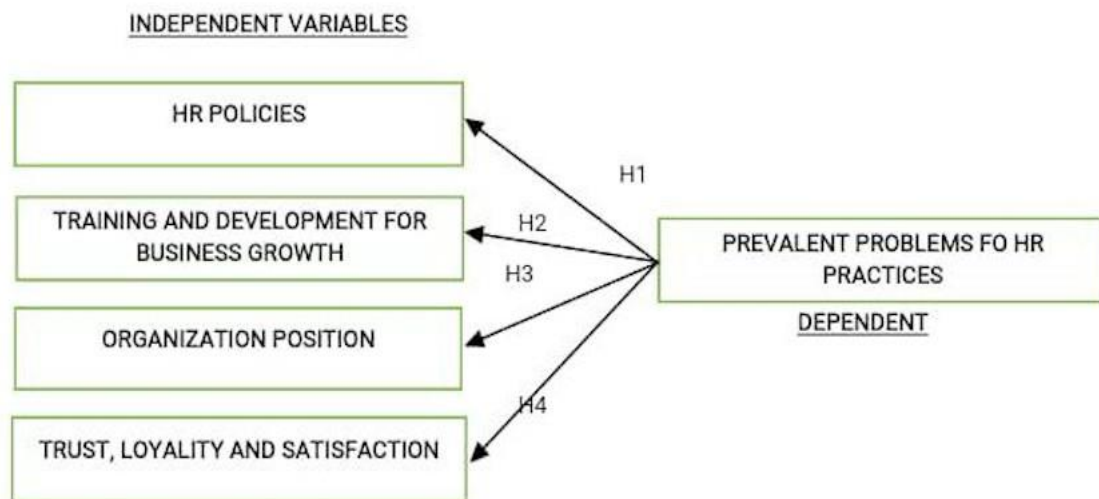 INDEPENDENT VARIABLES
HR POLICIES
H1
TRAINING AND DEVELOPMENT FOR
BUSINESS GROWTH
H2
PREVALENT PROBLEMS FO HR
PRACTICES
H3
DEPENDENT
ORGANIZATION POSITION
H4
TRUST, LOYALITY AND SATISFACTION